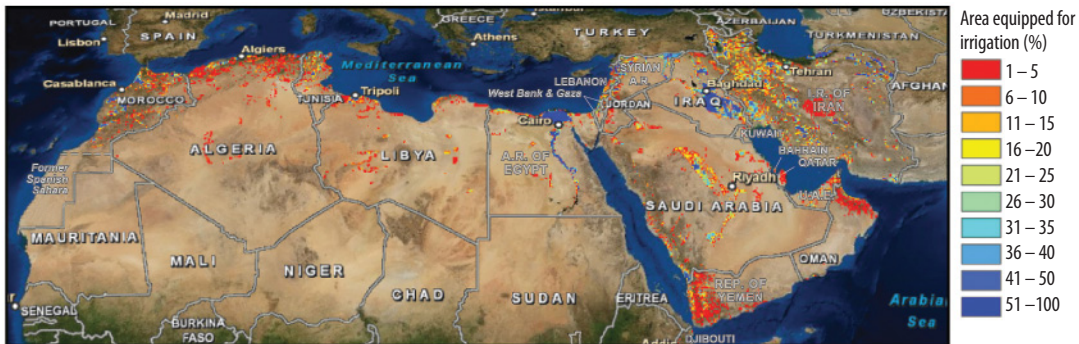 PORTUGAL
Madrid
Lisbon
SPAIN
Algiers
Casablanca
MOROCCO
TUNISIA
Tripoli
Mediterranean
Sea
GREECE
Athens
Istanbul
TURKEY
AZERBAIJAN
UZBEKISTAN
TURKMENISTAN
Tehran
SYRIAN
A.R.
LEBANON
West Bank & Gaza
JORDAN
Baghdad
IRAQ
I.R. OF
IRAN
AFGHAN
KUWAIT
BAHRAIN
QATAR
Cairo
ALGERIA
LIBYA
A.R. OF
EGYPT
Riyadh
U.A.E.
SAUDI ARABIA
Former
Spanish
Sahara
MAURITANIA
MALI
NIGER
CHAD
SUDAN
ERITREA
REP. OF
YEMEN
OMAN
Arabian
Sea
SENEGAL
BURKINA
FASO
DJIBOUTI
Area equipped for
irrigation (%)
1 – 5
6 – 10
11 – 15
16 –20
21 – 25
26 – 30
31 – 35
36 – 40
41 – 50
51 –100